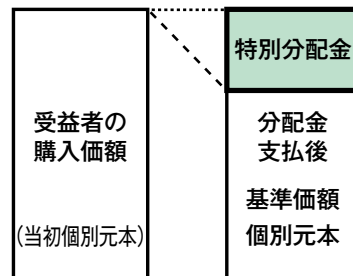 受益者の
購入価額
(当初個別元本)
特別分配金
分配金
支払後
基準価額
個別元本